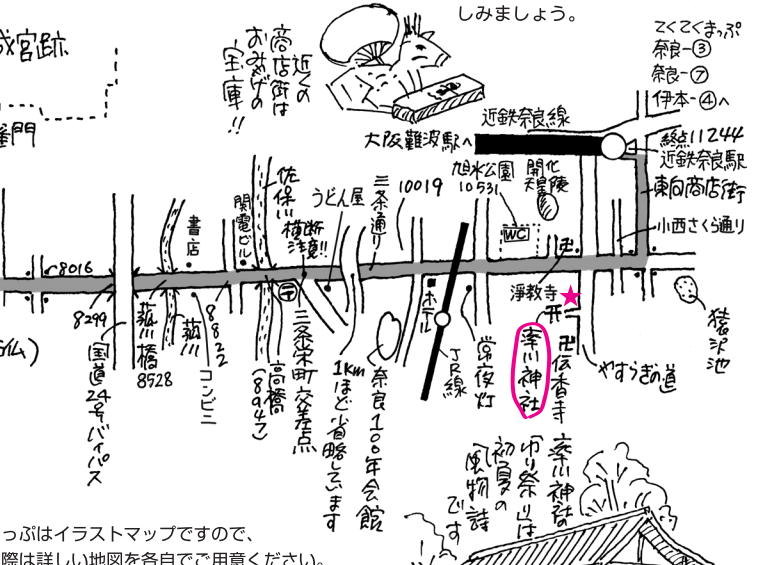 しみましょう。
てくてくまっぷ
奈良ー③
奈良ー⑦
伊本ー④へ
成宮跡
近くの
商店街は
おみやげの
宝庫!!
近鉄奈良線
大阪難波駅へ
終点11244
近鉄奈良駅
東向商店街
小西さくら通り
旭水公園
10531
開化
天皇陵
WC
卍
浄教寺
三条通り
10019
うどん屋
横断
注意!!
佐保川
関電ビル
書店
8016
8299
国道24号バイパス
菰川橋
8528
菰川
コンビニ
8822
高橋
(8947)
〒
三条栄町交差点
1kmほど省略しています
奈良100年会館
ホテル
JR線
常夜灯
率川神社
卍伝香寺
やすらぎの道
猿沢池
率川神社の
ゆり祭りは
初夏の
風物詩
です
っぷはイラストマップですので、
際は詳しい地図を各自でご用意ください。